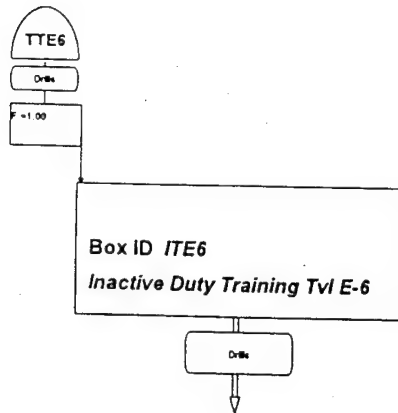 TTE6
Drills
F =1.00
Box ID ITE6
Inactive Duty Training Tvl E-6
Drills